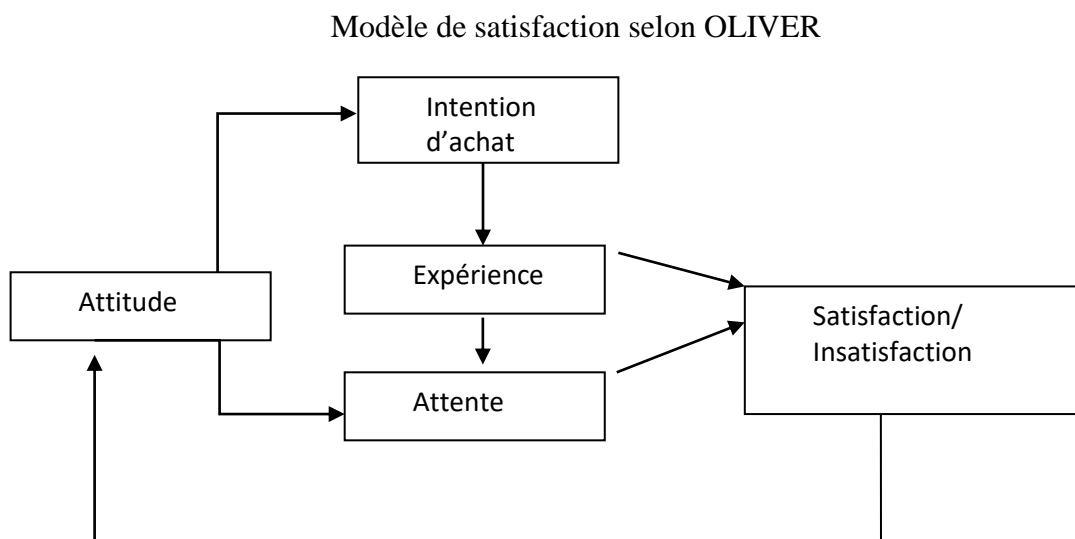 Modèle de satisfaction selon OLIVER
Intention
d’achat
Expérience
Attitude
Satisfaction/
Insatisfaction
Attente